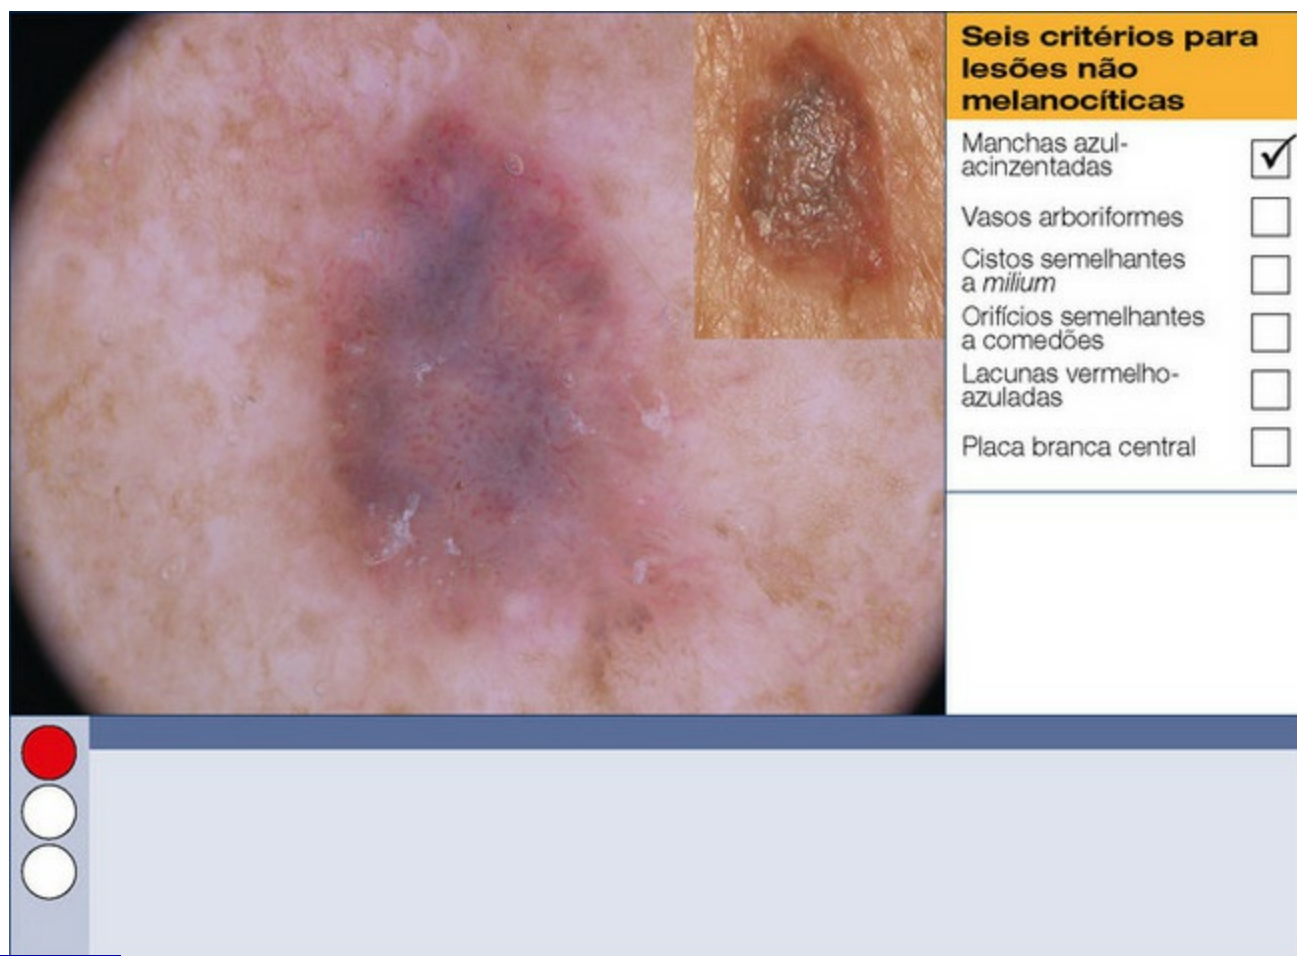 Seis critérios para
lesões não
melanocíticas
Manchas azul-
acinzentadas
Vasos arboriformes
Cistos semelhantes
a milium
Orifícios semelhantes
a comedões
Lacunas vermelho-
azuladas
Placa branca central